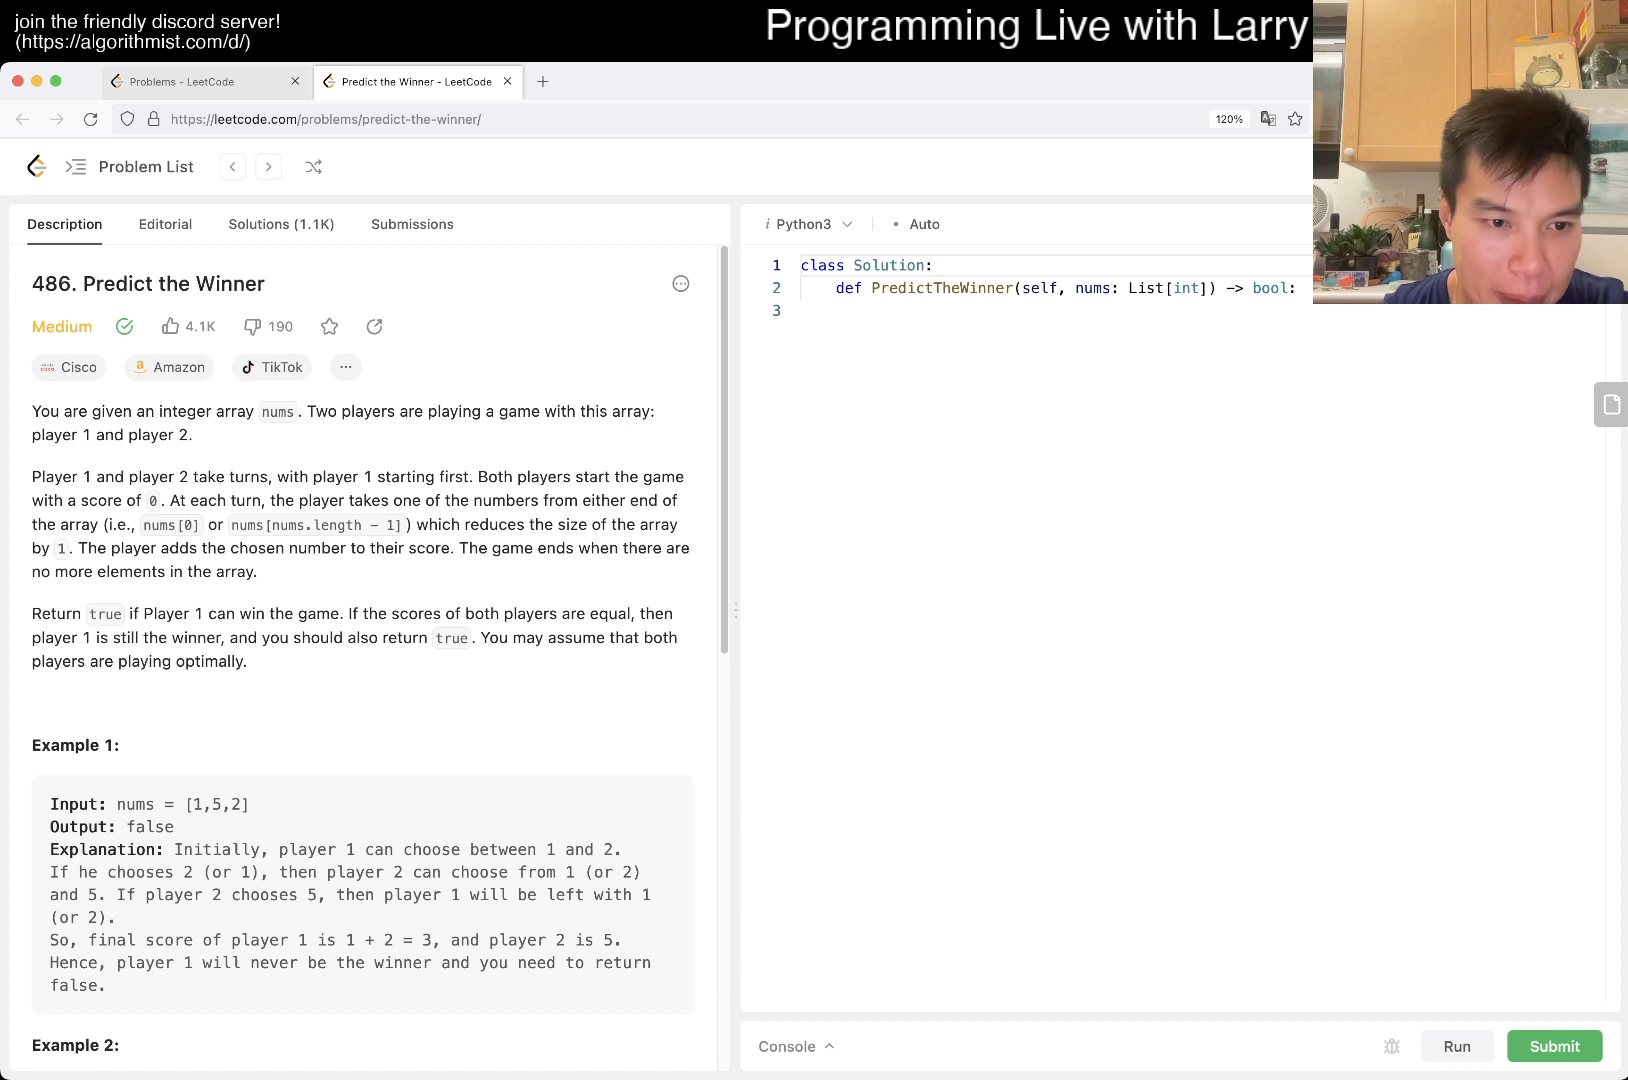 join the friendly discord server!
(https://algorithmist.com/d/)
Programming Live with Larry
Problems - LeetCode
Predict the Winner - LeetCode
https://leetcode.com/problems/predict-the-winner/
120%
Problem List
Description
Editorial
Solutions (1.1K)
Submissions
i Python3
Auto
486. Predict the Winner
Medium
4.1K
190
Cisco
Amazon
TikTok
You are given an integer array nums. Two players are playing a game with this array:
player 1 and player 2.
Player 1 and player 2 take turns, with player 1 starting first. Both players start the game
with a score of 0. At each turn, the player takes one of the numbers from either end of
the array (i.e., nums[0] or nums[nums.length - 1]) which reduces the size of the array
by 1. The player adds the chosen number to their score. The game ends when there are
no more elements in the array.
Return true if Player 1 can win the game. If the scores of both players are equal, then
player 1 is still the winner, and you should also return true. You may assume that both
players are playing optimally.
Example 1:
Input: nums = [1,5,2]
Output: false
Explanation: Initially, player 1 can choose between 1 and 2.
If he chooses 2 (or 1), then player 2 can choose from 1 (or 2)
and 5. If player 2 chooses 5, then player 1 will be left with 1
(or 2).
So, final score of player 1 is 1 + 2 = 3, and player 2 is 5.
Hence, player 1 will never be the winner and you need to return
false.
Example 2:
1 class Solution:
2 def PredictTheWinner(self, nums: List[int]) -> bool:
3
Console
Run
Submit